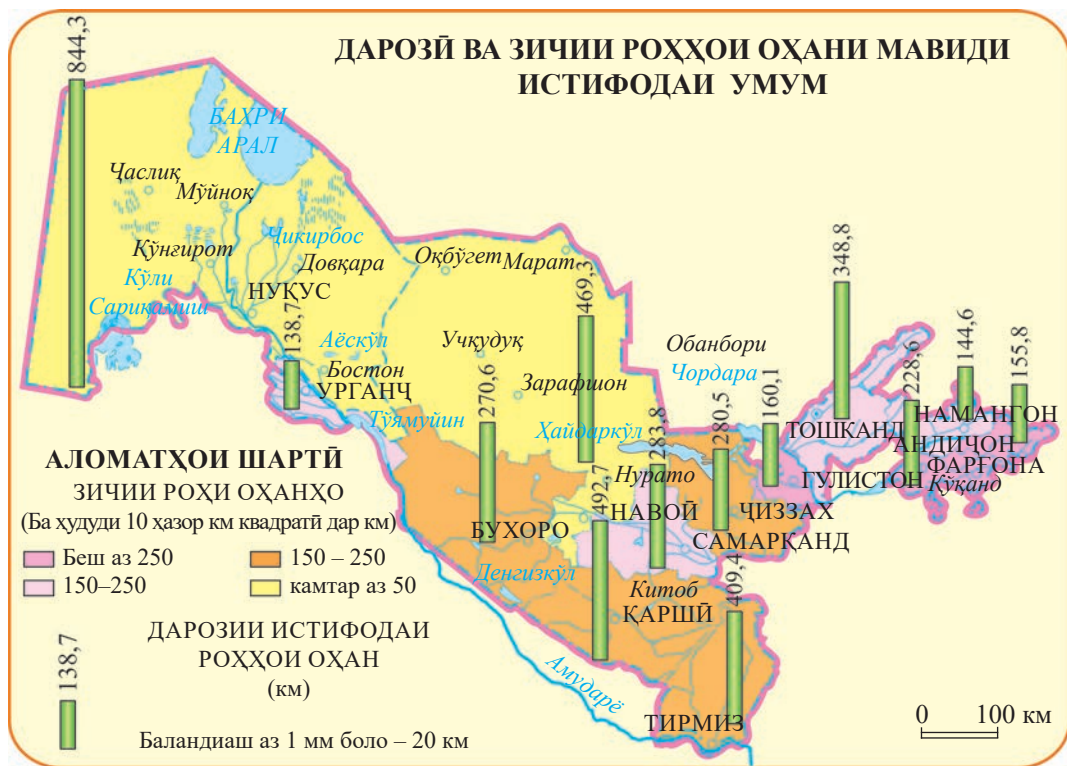 ДАРОЗӢ ВА ЗИЧИИ РОҲҲОИ ОҲАНИ МАВИДИ
ИСТИФОДАИ УМУМ
844,3
БАҲРИ
АРАЛ
Ҷаслиқ
Мӯйноқ
Ҷикирбос
Қӯнғирот
Довқара
Оқбӯгет
Марат
Кӯли
Сариқамиш
НУҚУС
138,7
469,3
348,8
Аёскӯл
Бостон
УРГАНҶ
Учқудуқ
Зарафшон
Обанбори
Чордара
Тӯямуйин
270,6
Ҳайдаркӯл
283,8
280,5
160,1
228,6
144,6
155,8
ТОШКАНД
НАМАНГОН
АНДИҶОН
ФАРҒОНА
Қӯқанд
ГУЛИСТОН
Нурато
492,7
НАВОӢ
ҶИЗЗАХ
САМАРҚАНД
БУХОРО
Денгизкӯл
Китоб
ҚАРШӢ
409,4
Амударё
ТИРМИЗ
АЛОМАТҲОИ ШАРТӢ
ЗИЧИИ РОҲИ ОҲАНҲО
(Ба ҳудуди 10 ҳазор км квадратӣ дар км)
Беш аз 250
150 – 250
150–250
камтар аз 50
ДАРОЗИИ ИСТИФОДАИ
РОҲҲОИ ОҲАН
(км)
138,7
Баландиаш аз 1 мм боло – 20 км
0 100 км